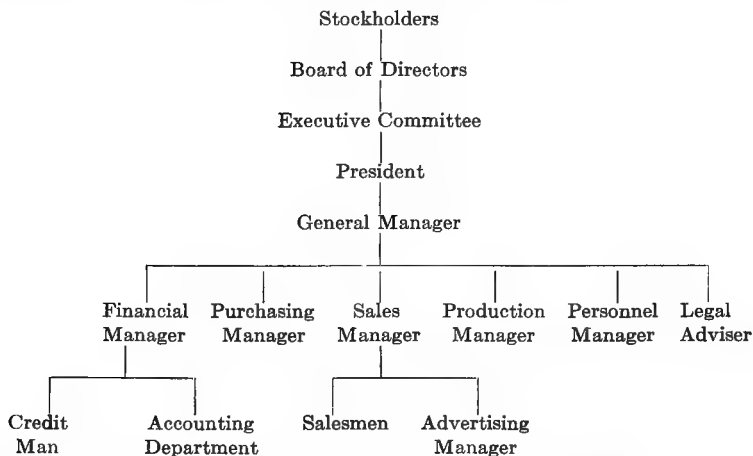 Stockholders
Board of Directors
Executive Committee
President
General Manager
Financial Manager
Purchasing Manager
Sales Manager
Production Manager
Personnel Manager
Legal Adviser
Credit Man
Accounting Department
Salesmen
Advertising Manager